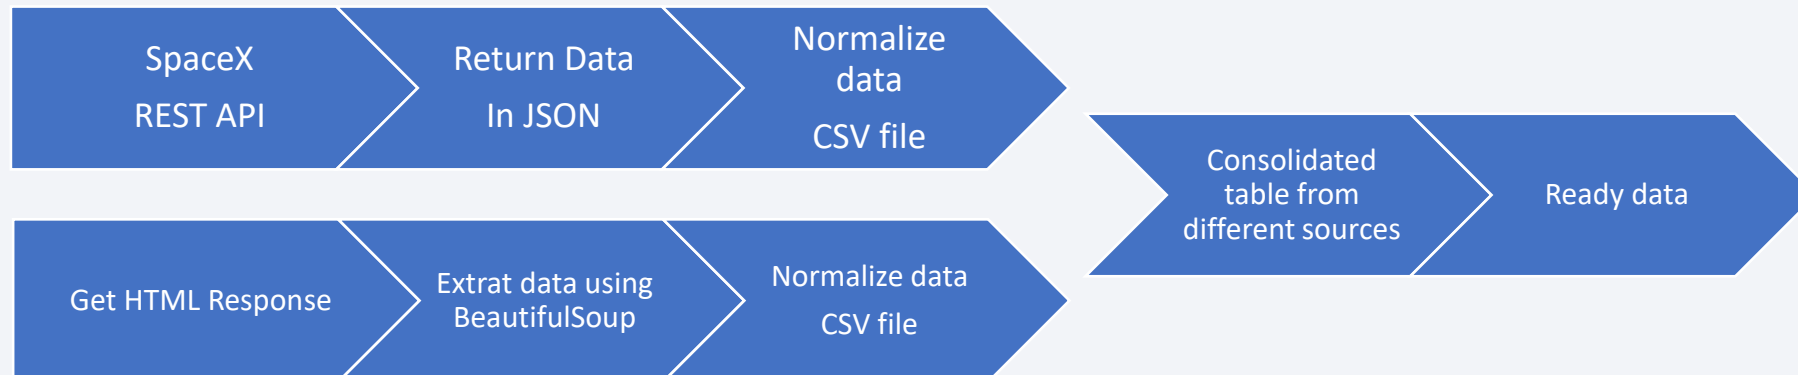 SpaceX
REST API
Return Data
In JSON
Normalize
data
CSV file
Get HTML Response
Extrat data using
BeautifulSoup
Normalize data
CSV file
Consolidated
table from
different sources
Ready data